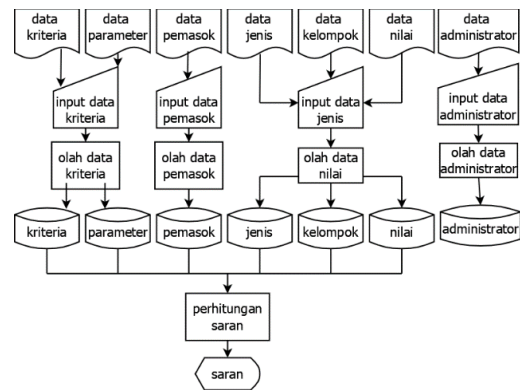 data
kriteria
data
parameter
data
pemasok
data
jenis
data
kelompok
data
nilai
data
administrator
input data
kriteria
input data
pemasok
input data
jenis
input data
administrator
olah data
kriteria
olah data
pemasok
olah data
nilai
olah data
administrator
kriteria
parameter
pemasok
jenis
kelompok
nilai
administrator
perhitungan
saran
saran